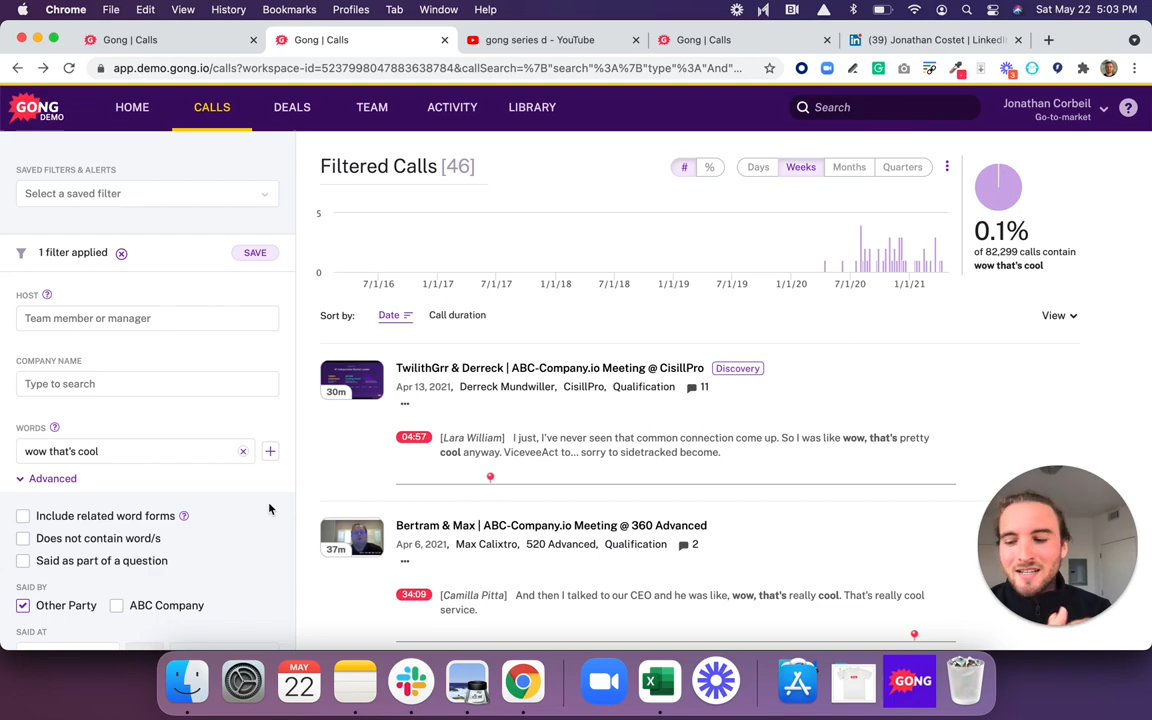 Chrome File Edit View History Bookmarks Profiles Tab Window Help
Sat May 22 5:03 PM
Gong | Calls
Gong | Calls
gong series d - YouTube
Gong | Calls
(39) Jonathan Costet | LinkedIn
app.demo.gong.io/calls?workspace-id=5237998047883638784&callSearch=%7B"search"%3A%7B"type"%3A"And"...
3
GONG
DEMO
HOME
CALLS
DEALS
TEAM
ACTIVITY
LIBRARY
Search
Jonathan Corbeil
Go-to-market
?
SAVED FILTERS & ALERTS
Select a saved filter
1 filter applied
SAVE
HOST ?
Team member or manager
COMPANY NAME
Type to search
WORDS ?
wow that's cool
+
Advanced
Include related word forms ?
Does not contain word/s
Said as part of a question
SAID BY
Other Party
ABC Company
SAID AT
Filtered Calls [46]
# %
Days Weeks Months Quarters
5
0
7/1/16 1/1/17 7/1/17 1/1/18 7/1/18 1/1/19 7/1/19 1/1/20 7/1/20 1/1/21
0.1%
of 82,299 calls contain
wow that's cool
Sort by: Date Call duration
View
30m
TwilithGrr & Derreck | ABC-Company.io Meeting @ CisillPro Discovery
Apr 13, 2021, Derreck Mundwiller, CisillPro, Qualification 11
...
04:57 [Lara William] I just, I've never seen that common connection come up. So I was like wow, that's pretty
cool anyway. ViceveeAct to... sorry to sidetracked become.
37m
Bertram & Max | ABC-Company.io Meeting @ 360 Advanced
Apr 6, 2021, Max Calixtro, 520 Advanced, Qualification 2
...
34:09 [Camilla Pitta] And then I talked to our CEO and he was like, wow, that's really cool. That's really cool
service.
MAY
22
GONG